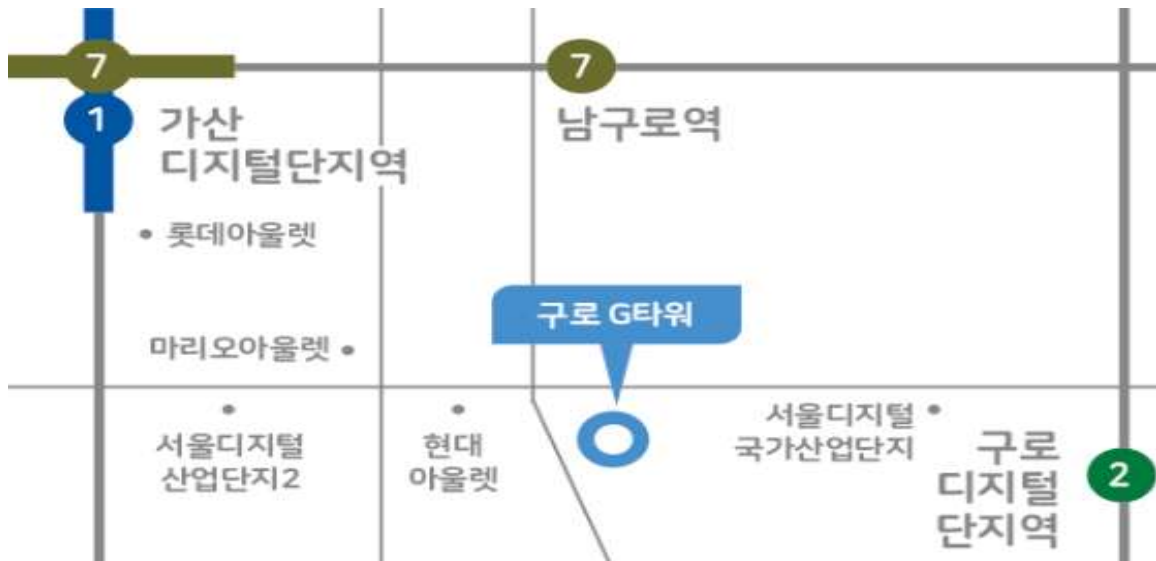 7
7
1
가산
디지털단지역
남구로역
롯데아울렛
구로 G타워
마리오아울렛
서울디지털
산업단지2
현대
아울렛
서울디지털
국가산업단지
구로
디지털
단지역
2